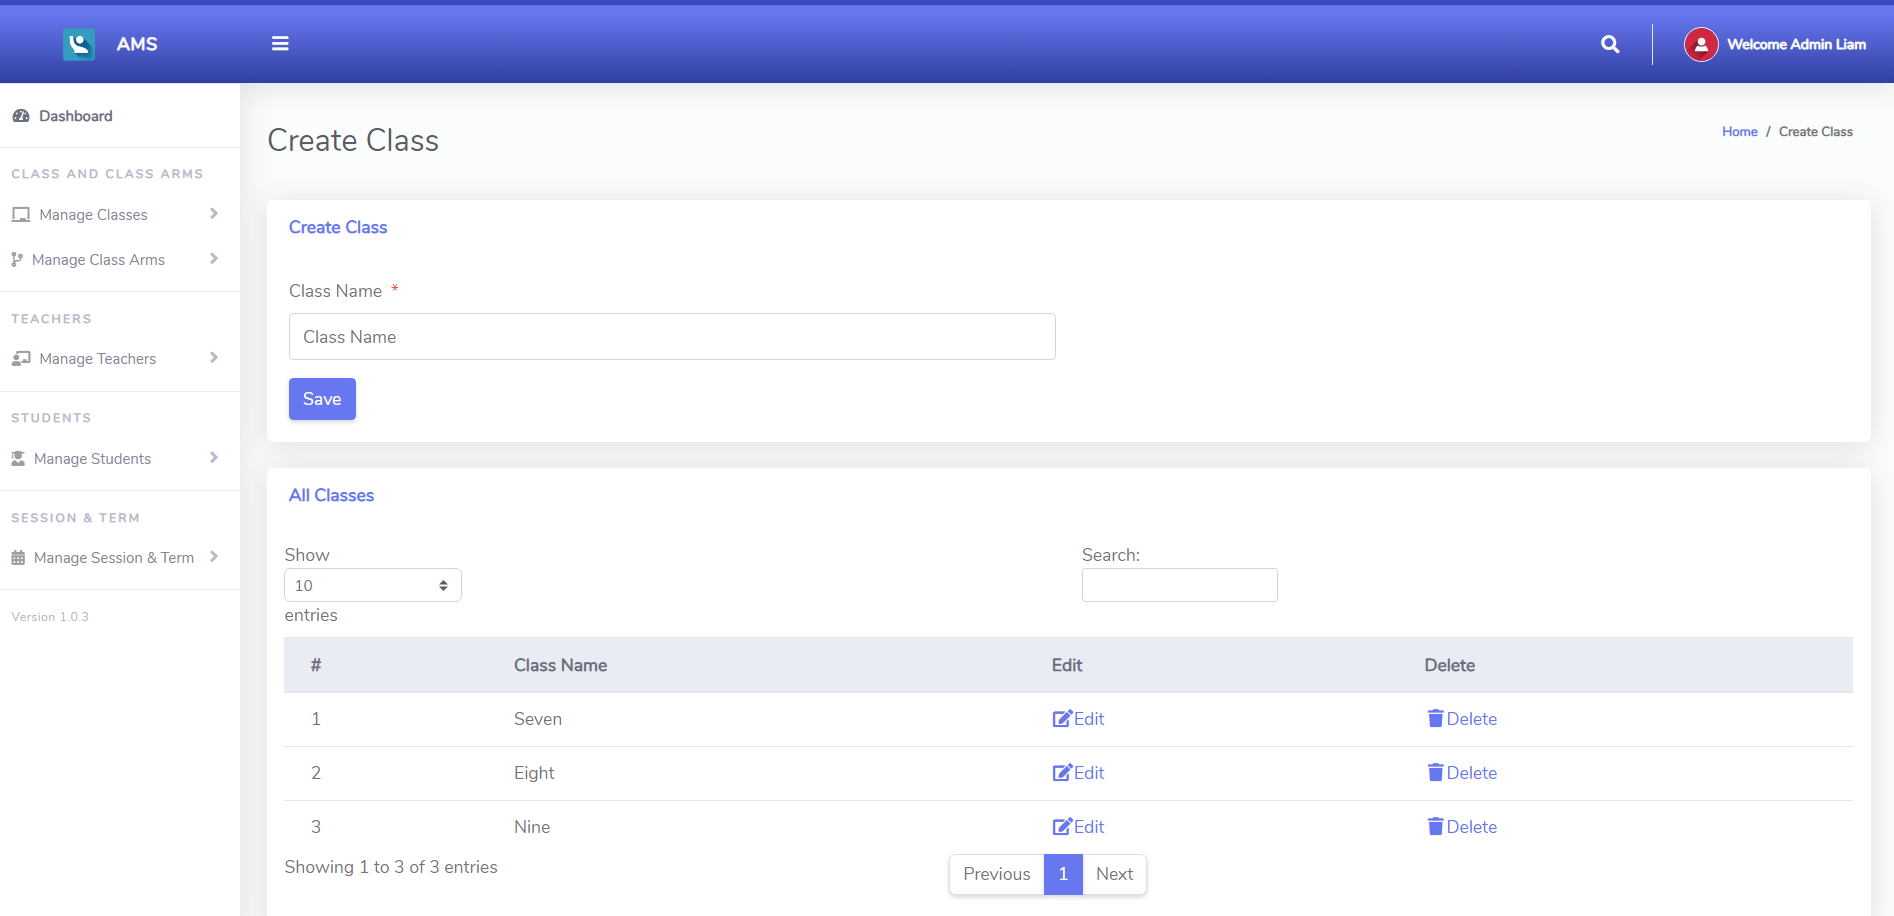 AMS
Welcome Admin Liam
Dashboard
CLASS AND CLASS ARMS
Manage Classes
Manage Class Arms
TEACHERS
Manage Teachers
STUDENTS
Manage Students
SESSION & TERM
Manage Session & Term
Version 1.0.3
Create Class
Home / Create Class
Create Class
Class Name *
Class Name
Save
All Classes
Show
10
entries
Search:
# Class Name Edit Delete
1 Seven Edit Delete
2 Eight Edit Delete
3 Nine Edit Delete
Showing 1 to 3 of 3 entries
Previous 1 Next